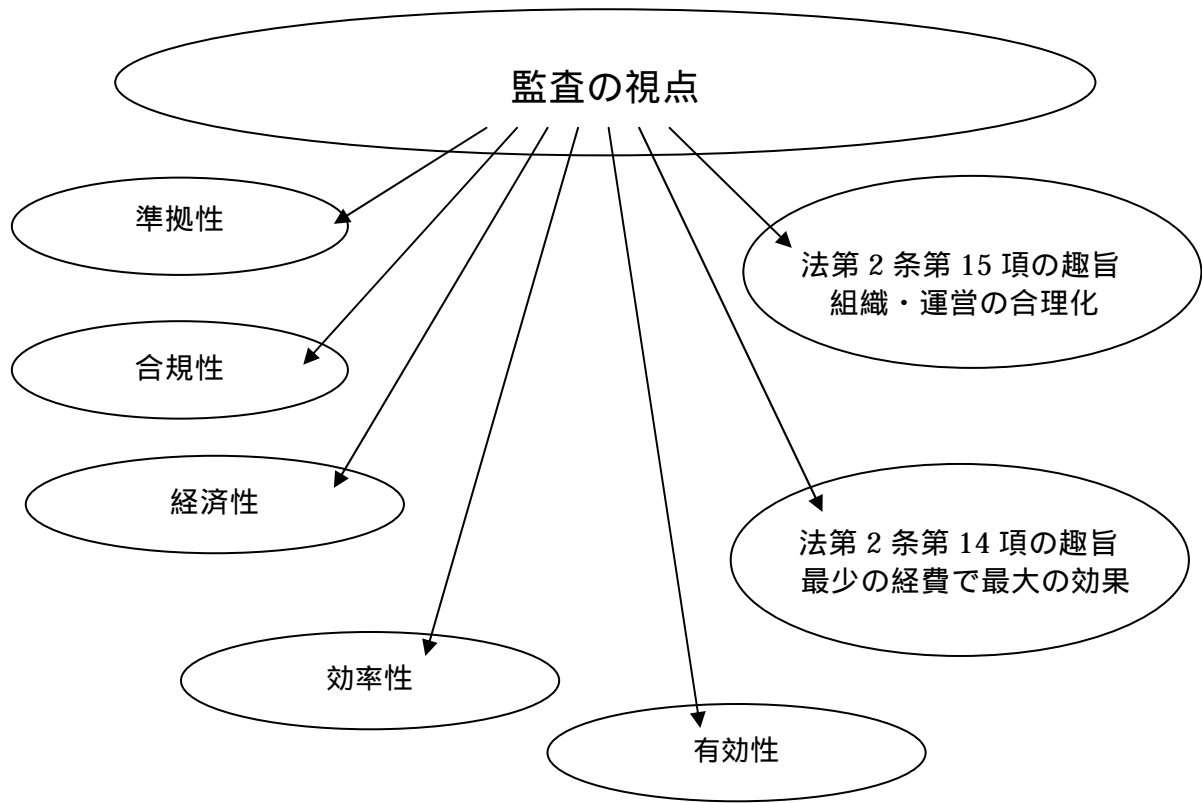 監査の視点
準拠性
法第 2 条第 15 項の趣旨
組織・運営の合理化
合規性
経済性
法第 2 条第 14 項の趣旨
最少の経費で最大の効果
効率性
有効性